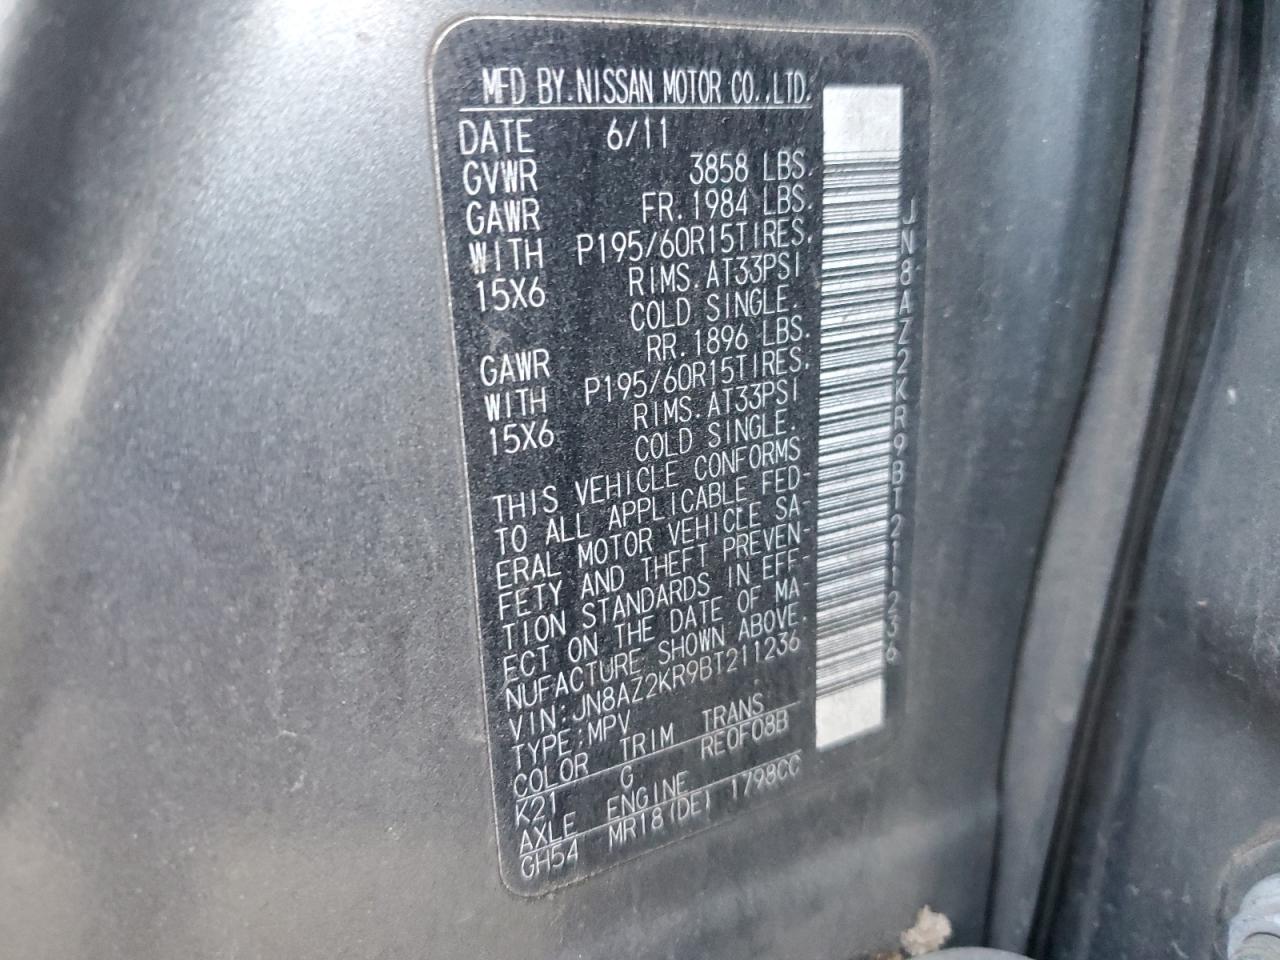 MFD BY.NISSAN MOTOR CO.,LTD.
DATE 6/11
GVWR 3858 LBS.
GAWR FR.1984 LBS.
WITH P195/60R15TIRES.
15X6 RIMS.AT33PSI
COLD SINGLE.
GAWR RR.1896 LBS.
WITH P195/60R15TIRES.
15X6 RIMS.AT33PSI
COLD SINGLE.
THIS VEHICLE CONFORMS
TO ALL APPLICABLE FED-
ERAL MOTOR VEHICLE SA-
FETY AND THEFT PREVEN-
TION STANDARDS IN EFF-
ECT ON THE DATE OF MA-
NUFACTURE SHOWN ABOVE.
VIN:JN8AZ2KR9BT211236
TYPE:MPV
COLOR TRIM TRANS
K21 G RE0F08B
AXLE ENGINE
GH54 MR18(DE) 1798CC
JN8AZ2KR9BT211236